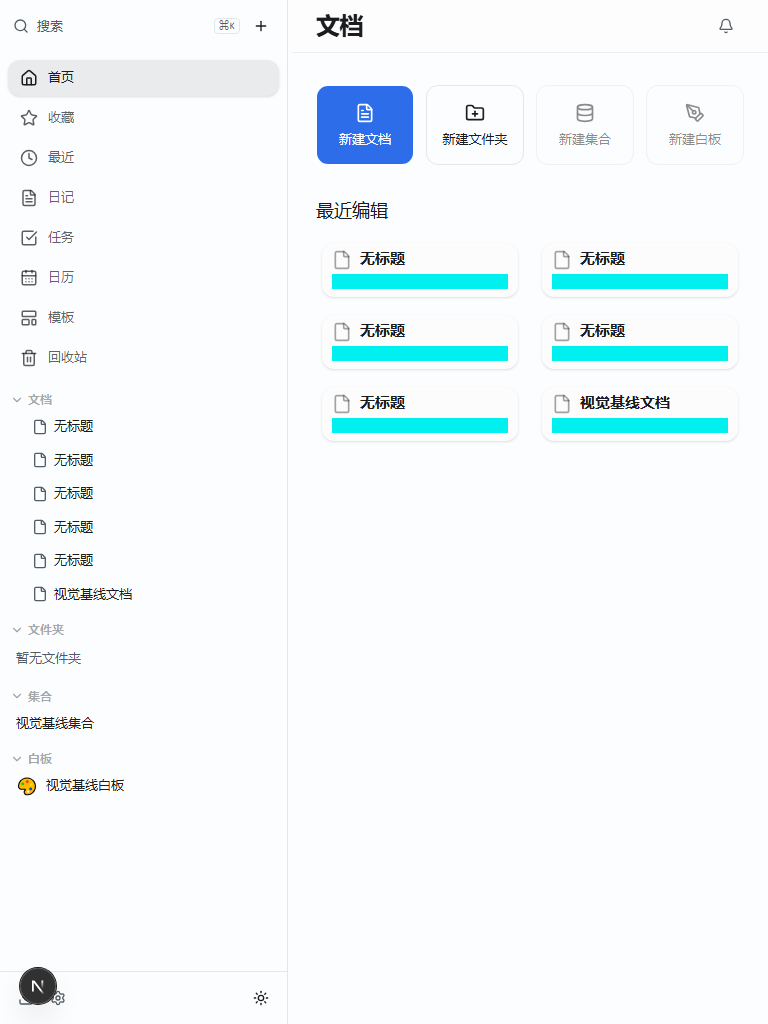 搜索
⌘K
首页
收藏
最近
日记
任务
日历
模板
回收站
文档
无标题
无标题
无标题
无标题
无标题
视觉基线文档
文件夹
暂无文件夹
集合
视觉基线集合
白板
视觉基线白板
N
文档
新建文档
新建文件夹
新建集合
新建白板
最近编辑
无标题
无标题
无标题
无标题
无标题
视觉基线文档